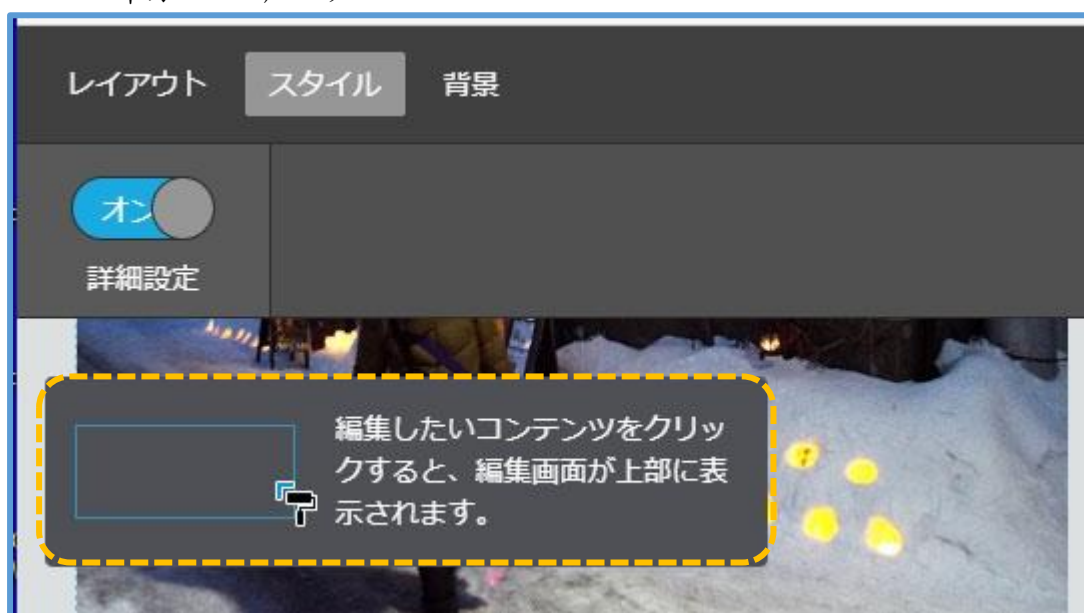 レイアウト スタイル 背景
オン
詳細設定
編集したいコンテンツをクリッ
クすると、編集画面が上部に表
示されます。